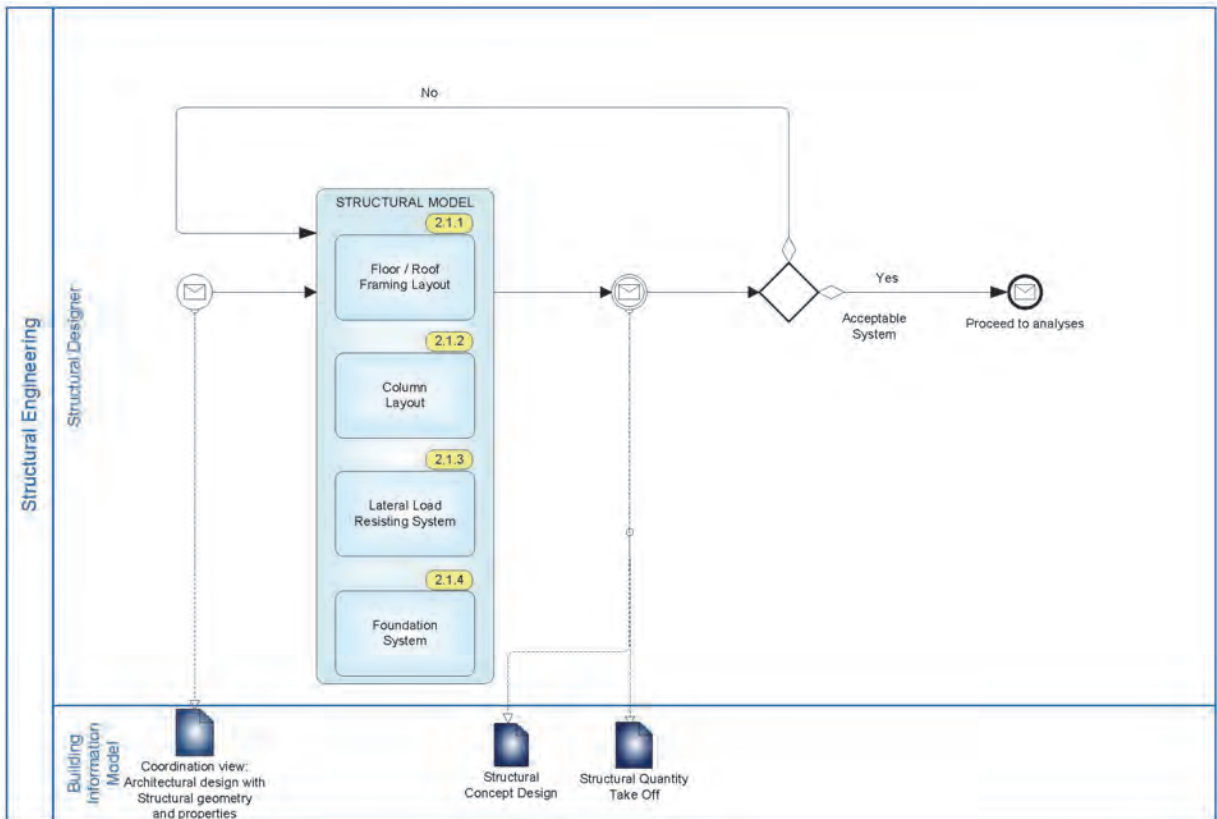 Structural Engineering
Structural Designer
No
STRUCTURAL MODEL
2.1.1
Floor / Roof
Framing Layout
2.1.2
Column
Layout
2.1.3
Lateral Load
Resisting System
2.1.4
Foundation
System
Yes
Acceptable
System
Proceed to analyses
Building
Information
Model
Coordination view:
Architectural design with
Structural geometry
and properties
Structural
Concept Design
Structural Quantity
Take Off